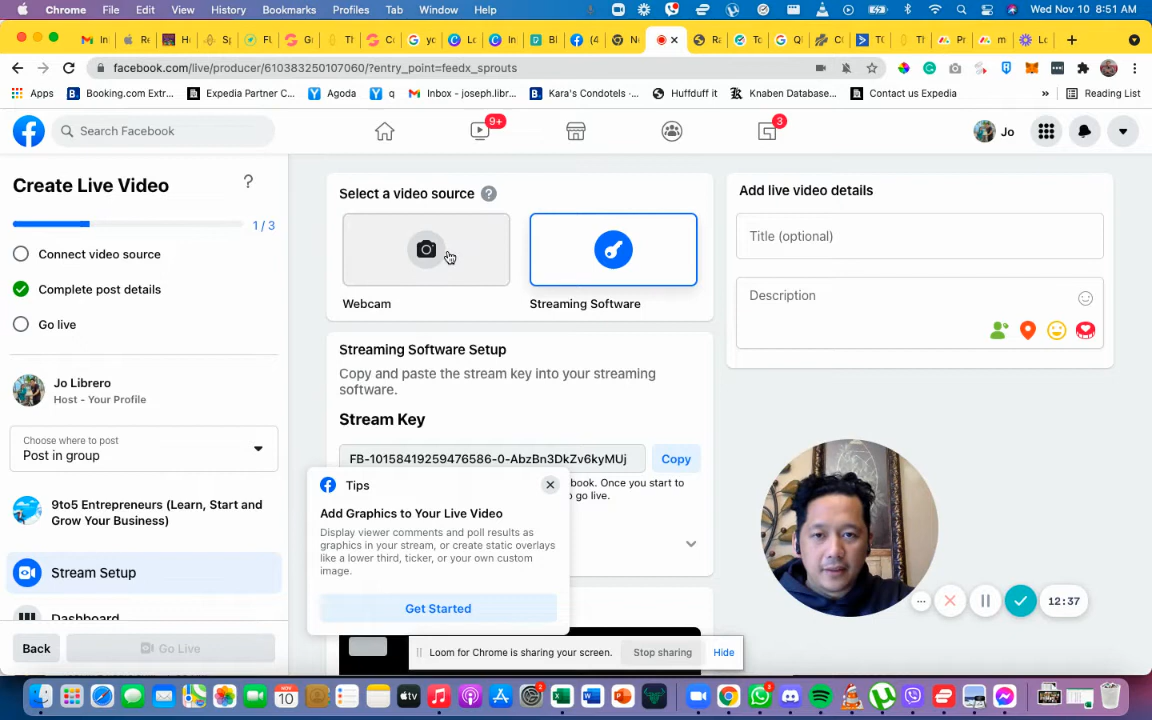 Chrome File Edit View History Bookmarks Profiles Tab Window Help Wed Nov 10 8:51 AM
facebook.com/live/producer/610383250107060/?entry_point=feedx_sprouts
Apps Booking.com Extr... Expedia Partner C... Agoda q Inbox - joseph.libr... Kara's Condotels -... Huffduff it Knaben Database... Contact us Expedia » Reading List
Search Facebook
9+
3
Jo
Create Live Video
?
1 / 3
Connect video source
Complete post details
Go live
Jo Librero
Host - Your Profile
Choose where to post
Post in group
9to5 Entrepreneurs (Learn, Start and
Grow Your Business)
Stream Setup
Dashboard
Back
Go Live
Select a video source
Webcam
Streaming Software
Streaming Software Setup
Copy and paste the stream key into your streaming
software.
Stream Key
FB-10158419259476586-0-AbzBn3DkZv6kyMUj
Copy
book. Once you start to
o go live.
Tips
Add Graphics to Your Live Video
Display viewer comments and poll results as
graphics in your stream, or create static overlays
like a lower third, ticker, or your own custom
image.
Get Started
Add live video details
Title (optional)
Description
12:37
Loom for Chrome is sharing your screen.
Stop sharing
Hide